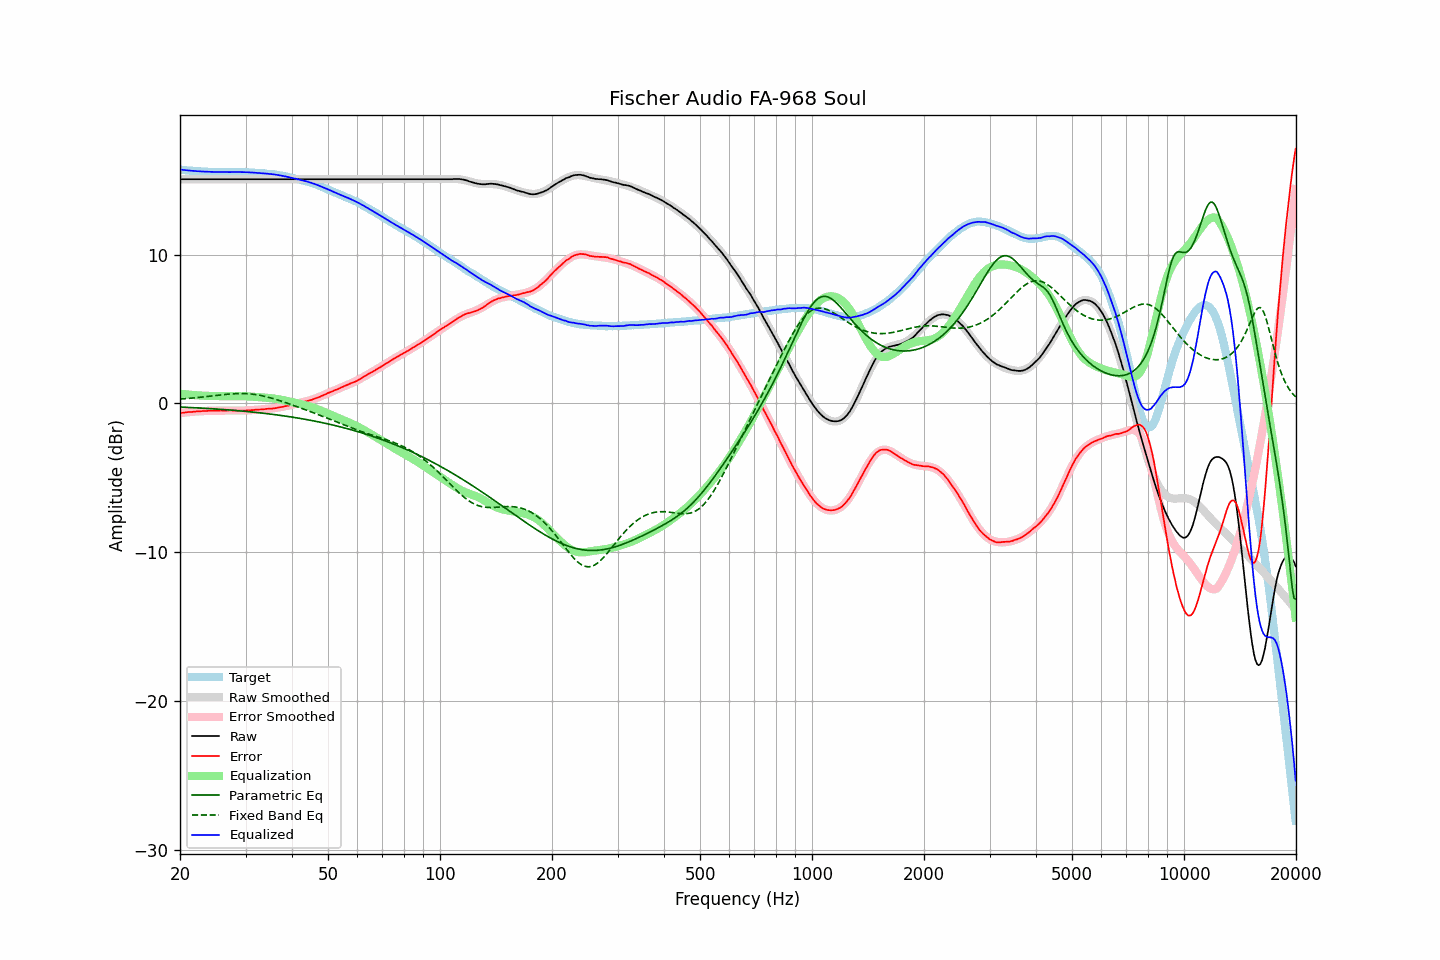 Fischer Audio FA-968 Soul
Amplitude (dBr)
10
0
−10
−20
−30
Target
Raw Smoothed
Error Smoothed
Raw
Error
Equalization
Parametric Eq
Fixed Band Eq
Equalized
20 50 100 200 500 1000 2000 5000 10000 20000
Frequency (Hz)